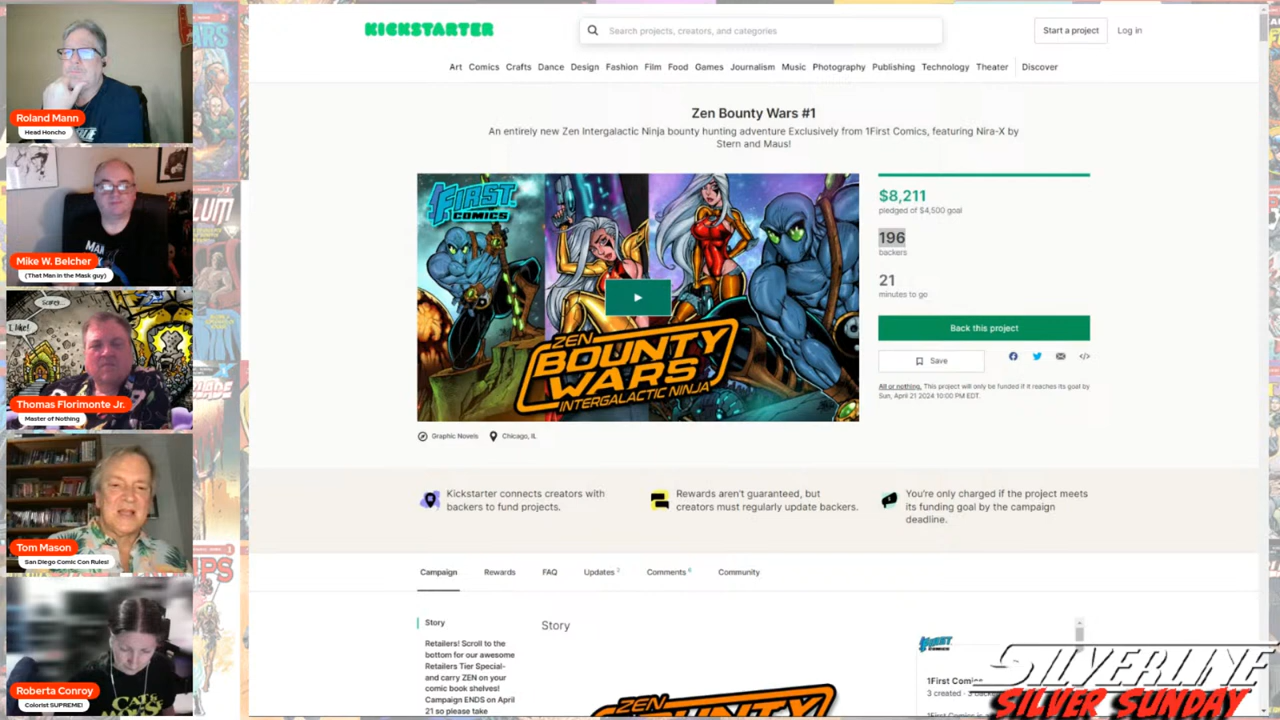 Roland Mann
Head Honcho
Mike W. Belcher
(That Man in the Mask guy)
Scarey...
I like!
Thomas Florimonte Jr.
Master of Nothing
Tom Mason
San Diego Comic Con Rules!
Roberta Conroy
Colorist SUPREME!
KICKSTARTER
Search projects, creators, and categories
Start a project
Log in
Art Comics Crafts Dance Design Fashion Film Food Games Journalism Music Photography Publishing Technology Theater Discover
Zen Bounty Wars #1
An entirely new Zen Intergalactic Ninja bounty hunting adventure Exclusively from 1First Comics, featuring Nira-X by
Stern and Maus!
1FIRST
COMICS
ZEN
BOUNTY
WARS
INTERGALACTIC NINJA
$8,211
pledged of $4,500 goal
196
backers
21
minutes to go
Back this project
Save
All or nothing. This project will only be funded if it reaches its goal by
Sun, April 21 2024 10:00 PM EDT.
Graphic Novels Chicago, IL
Kickstarter connects creators with
backers to fund projects.
Rewards aren't guaranteed, but
creators must regularly update backers.
You're only charged if the project meets
its funding goal by the campaign
deadline.
Campaign Rewards FAQ Updates 2 Comments 6 Community
Story
Retailers! Scroll to the
bottom for our awesome
Retailers Tier Special-
and carry ZEN on your
comic book shelves!
Campaign ENDS on April
21 so please take
Story
ZEN
1First Comics
3 created
SILVERLINE
SILVER SUNDAY